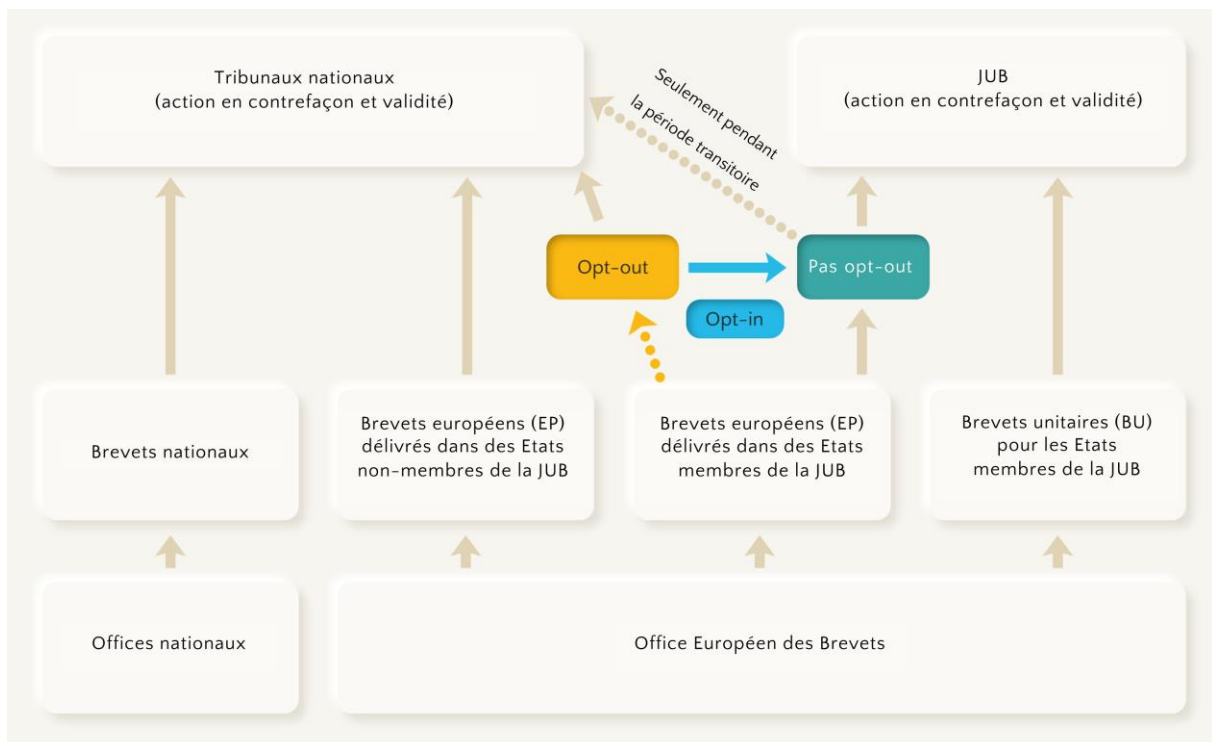 Tribunaux nationaux
(action en contrefaçon et validité)
Seulement pendant
la période transitoire
JUB
(action en contrefaçon et validité)
Opt-out
Pas opt-out
Opt-in
Brevets nationaux
Brevets européens (EP)
délivrés dans des Etats
non-membres de la JUB
Brevets européens (EP)
délivrés dans des Etats
membres de la JUB
Brevets unitaires (BU)
pour les Etats
membres de la JUB
Offices nationaux
Office Européen des Brevets